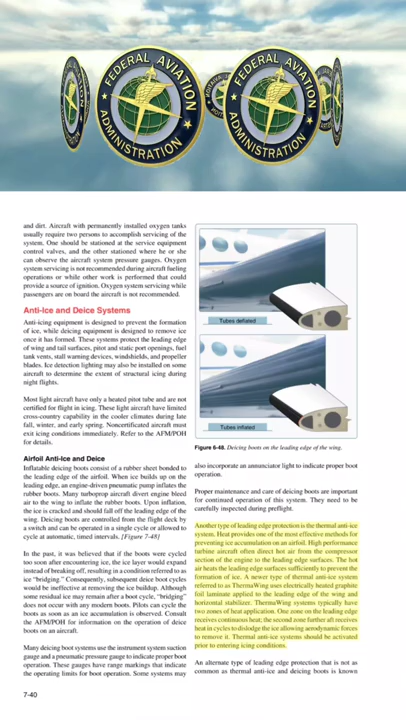 FEDERAL AVIATION
ADMINISTRATION
FEDERAL AVIATION
ADMINISTRATION
and dirt. Aircraft with permanently installed oxygen tanks
usually require two persons to accomplish servicing of the
system. One should be stationed at the service equipment
control valves, and the other stationed where he or she
can observe the aircraft system pressure gauges. Oxygen
system servicing is not recommended during aircraft fueling
operations or while other work is performed that could
provide a source of ignition. Oxygen system servicing while
passengers are on board the aircraft is not recommended.
Anti-Ice and Deice Systems
Anti-icing equipment is designed to prevent the formation
of ice, while deicing equipment is designed to remove ice
once it has formed. These systems protect the leading edge
of wing and tail surfaces, pitot and static port openings, fuel
tank vents, stall warning devices, windshields, and propeller
blades. Ice detection lighting may also be installed on some
aircraft to determine the extent of structural icing during
night flights.
Most light aircraft have only a heated pitot tube and are not
certified for flight in icing. These light aircraft have limited
cross-country capability in the cooler climates during late
fall, winter, and early spring. Noncertificated aircraft must
exit icing conditions immediately. Refer to the AFM/POH
for details.
Airfoil Anti-Ice and Deice
Inflatable deicing boots consist of a rubber sheet bonded to
the leading edge of the airfoil. When ice builds up on the
leading edge, an engine-driven pneumatic pump inflates the
rubber boots. Many turboprop aircraft divert engine bleed
air to the wing to inflate the rubber boots. Upon inflation,
the ice is cracked and should fall off the leading edge of the
wing. Deicing boots are controlled from the flight deck by
a switch and can be operated in a single cycle or allowed to
cycle at automatic, timed intervals. [Figure 7-48]
In the past, it was believed that if the boots were cycled
too soon after encountering ice, the ice layer would expand
instead of breaking off, resulting in a condition referred to as
ice "bridging." Consequently, subsequent deice boot cycles
would be ineffective at removing the ice buildup. Although
some residual ice may remain after a boot cycle, "bridging"
does not occur with any modern boots. Pilots can cycle the
boots as soon as an ice accumulation is observed. Consult
the AFM/POH for information on the operation of deice
boots on an aircraft.
Many deicing boot systems use the instrument system suction
gauge and a pneumatic pressure gauge to indicate proper boot
operation. These gauges have range markings that indicate
the operating limits for boot operation. Some systems may
7-40
Tubes deflated
Tubes inflated
Figure 6-48. Deicing boots on the leading edge of the wing.
also incorporate an annunciator light to indicate proper boot
operation.
Proper maintenance and care of deicing boots are important
for continued operation of this system. They need to be
carefully inspected during preflight.
Another type of leading edge protection is the thermal anti-ice
system. Heat provides one of the most effective methods for
preventing ice accumulation on an airfoil. High performance
turbine aircraft often direct hot air from the compressor
section of the engine to the leading edge surfaces. The hot
air heats the leading edge surfaces sufficiently to prevent the
formation of ice. A newer type of thermal anti-ice system
referred to as ThermaWing uses electrically heated graphite
foil laminate applied to the leading edge of the wing and
horizontal stabilizer. ThermaWing systems typically have
two zones of heat application. One zone on the leading edge
receives continuous heat; the second zone further aft receives
heat in cycles to dislodge the ice allowing aerodynamic forces
to remove it. Thermal anti-ice systems should be activated
prior to entering icing conditions.
An alternate type of leading edge protection that is not as
common as thermal anti-ice and deicing boots is known